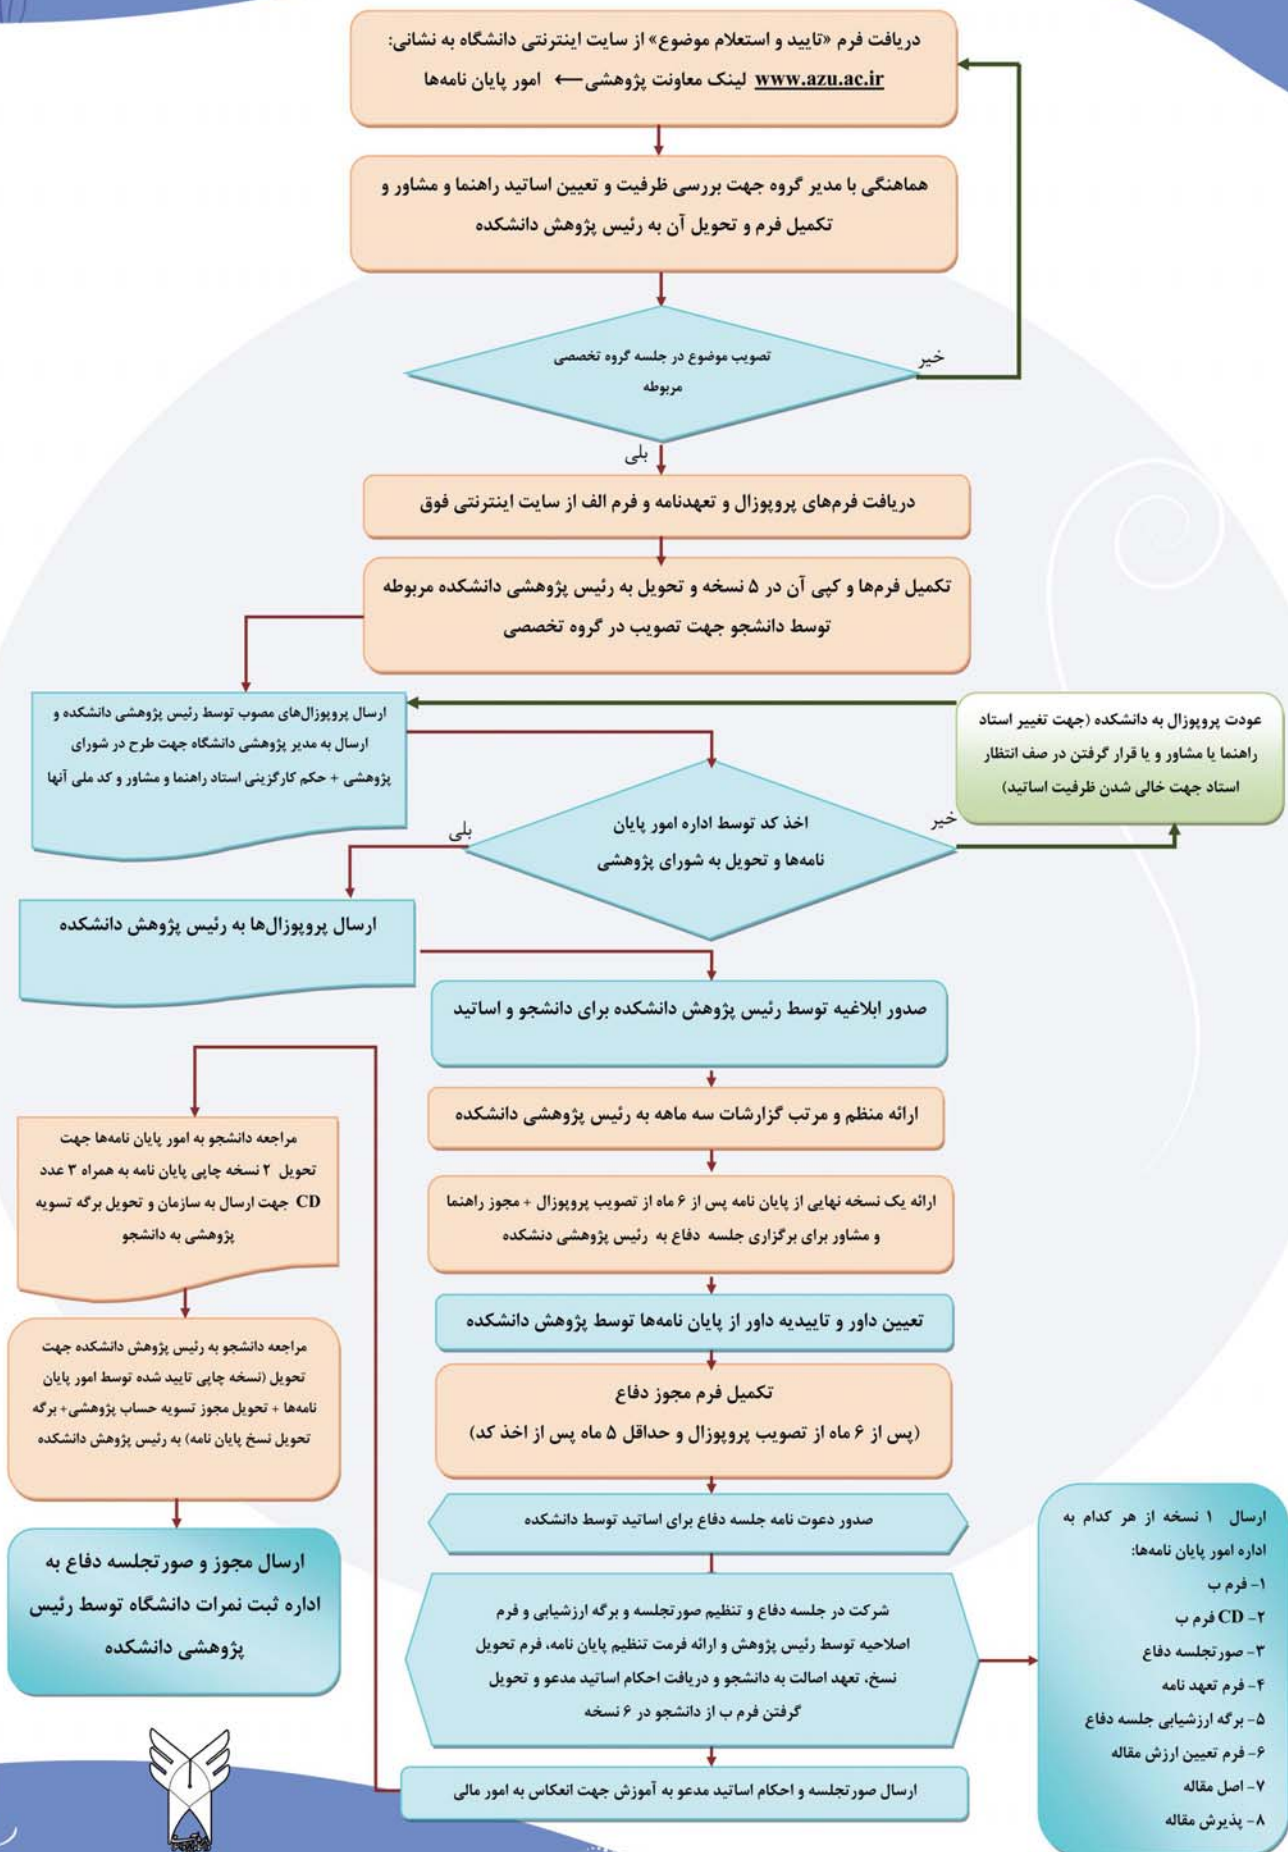 دریافت فرم «تایید و استعلام موضوع» از سایت اینترنتی دانشگاه به نشانی:
www.azu.ac.ir لینک معاونت پژوهشی ← امور پایان نامه‌ها
هماهنگی با مدیر گروه جهت بررسی ظرفیت و تعیین اساتید راهنما و مشاور و
تکمیل فرم و تحویل آن به رئیس پژوهش دانشکده
تصویب موضوع در جلسه گروه تخصصی
مربوطه
خیر
بلی
دریافت فرم‌های پروپوزال و تعهدنامه و فرم الف از سایت اینترنتی فوق
تکمیل فرم‌ها و کپی آن در ۵ نسخه و تحویل به رئیس پژوهشی دانشکده مربوطه
توسط دانشجو جهت تصویب در گروه تخصصی
ارسال پروپوزال‌های مصوب توسط رئیس پژوهشی دانشکده و
ارسال به مدیر پژوهشی دانشگاه جهت طرح در شورای
پژوهشی + حکم کارگزینی استاد راهنما و مشاور و کد ملی آنها
عودت پروپوزال به دانشکده (جهت تغییر استاد
راهنما یا مشاور و یا قرار گرفتن در صف انتظار
استاد جهت خالی شدن ظرفیت اساتید)
اخذ کد توسط اداره امور پایان
نامه‌ها و تحویل به شورای پژوهشی
خیر
بلی
ارسال پروپوزال‌ها به رئیس پژوهش دانشکده
صدور ابلاغیه توسط رئیس پژوهش دانشکده برای دانشجو و اساتید
ارائه منظم و مرتب گزارشات سه ماهه به رئیس پژوهشی دانشکده
ارائه یک نسخه نهایی از پایان نامه پس از ۶ ماه از تصویب پروپوزال + مجوز راهنما
و مشاور برای برگزاری جلسه دفاع به رئیس پژوهشی دنشکده
تعیین داور و تاییدیه داور از پایان نامه‌ها توسط پژوهش دانشکده
تکمیل فرم مجوز دفاع
(پس از ۶ ماه از تصویب پروپوزال و حداقل ۵ ماه پس از اخذ کد)
صدور دعوت نامه جلسه دفاع برای اساتید توسط دانشکده
شرکت در جلسه دفاع و تنظیم صورتجلسه و برگه ارزشیابی و فرم
اصلاحیه توسط رئیس پژوهش و ارائه فرمت تنظیم پایان نامه، فرم تحویل
نسخ، تعهد اصالت به دانشجو و دریافت احکام اساتید مدعو و تحویل
گرفتن فرم ب از دانشجو در ۶ نسخه
ارسال ۱ نسخه از هر کدام به
اداره امور پایان نامه‌ها:
۱- فرم ب
۲- CD فرم ب
۳- صورتجلسه دفاع
۴- فرم تعهد نامه
۵- برگه ارزشیابی جلسه دفاع
۶- فرم تعیین ارزش مقاله
۷- اصل مقاله
۸- پذیرش مقاله
ارسال صورتجلسه و احکام اساتید مدعو به آموزش جهت انعکاس به امور مالی
مراجعه دانشجو به امور پایان نامه‌ها جهت
تحویل ۲ نسخه چاپی پایان نامه به همراه ۳ عدد
CD جهت ارسال به سازمان و تحویل برگه تسویه
پژوهشی به دانشجو
مراجعه دانشجو به رئیس پژوهش دانشکده جهت
تحویل (نسخه چاپی تایید شده توسط امور پایان
نامه‌ها + تحویل مجوز تسویه حساب پژوهشی+ برگه
تحویل نسخ پایان نامه) به رئیس پژوهش دانشکده
ارسال مجوز و صورتجلسه دفاع به
اداره ثبت نمرات دانشگاه توسط رئیس
پژوهشی دانشکده